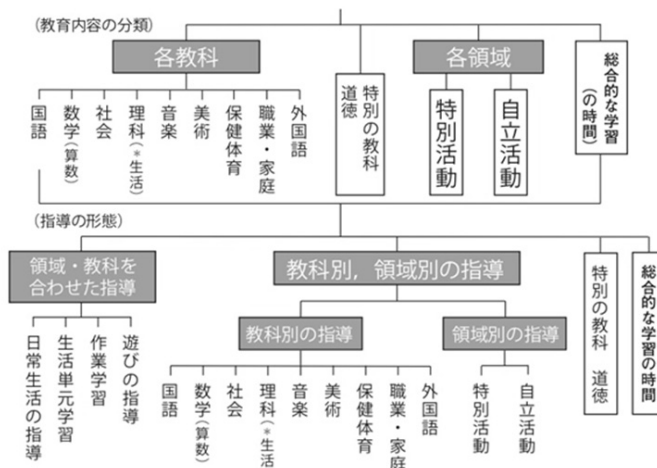 (教育内容の分類)
各教科
各領域
国語
数学(算数)
社会
理科(*生活)
音楽
美術
保健体育
職業・家庭
外国語
特別の教科
道徳
特別活動
自立活動
総合的な学習
(の時間)
(指導の形態)
領域・教科を
合わせた指導
教科別,領域別の指導
日常生活の指導
生活単元学習
作業学習
遊びの指導
教科別の指導
領域別の指導
国語
数学(算数)
社会
理科(*生活
音楽
美術
保健体育
職業・家庭
外国語
特別活動
自立活動
特別の教科 道徳
総合的な学習の時間